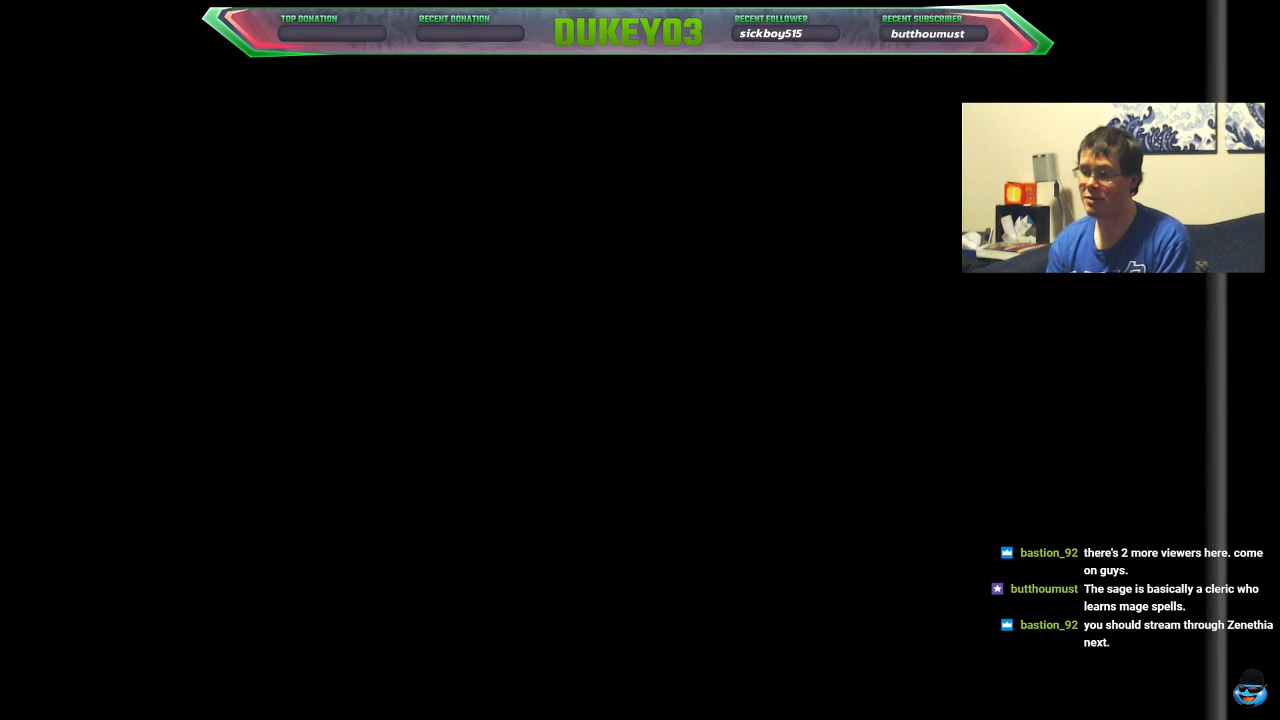 TOP DONATION
RECENT DONATION
DUKEY03
RECENT FOLLOWER
sickboy515
RECENT SUBSCRIBER
butthoumust
bastion_92 there's 2 more viewers here. come
on guys.
butthoumust The sage is basically a cleric who
learns mage spells.
bastion_92 you should stream through Zenethia
next.